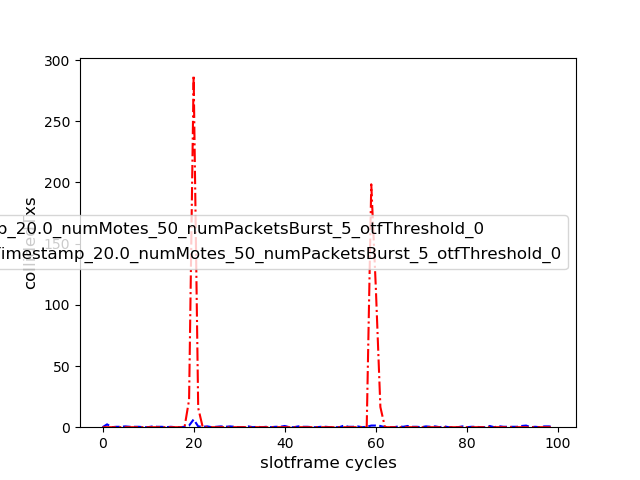 300
250
200
p_20.0_numMotes_50_numPacketsBurst_5_otfThreshold_0
150
imestamp_20.0_numMotes_50_numPacketsBurst_5_otfThreshold_0
100
50
0
0 20 40 60 80 100
slotframe cycles